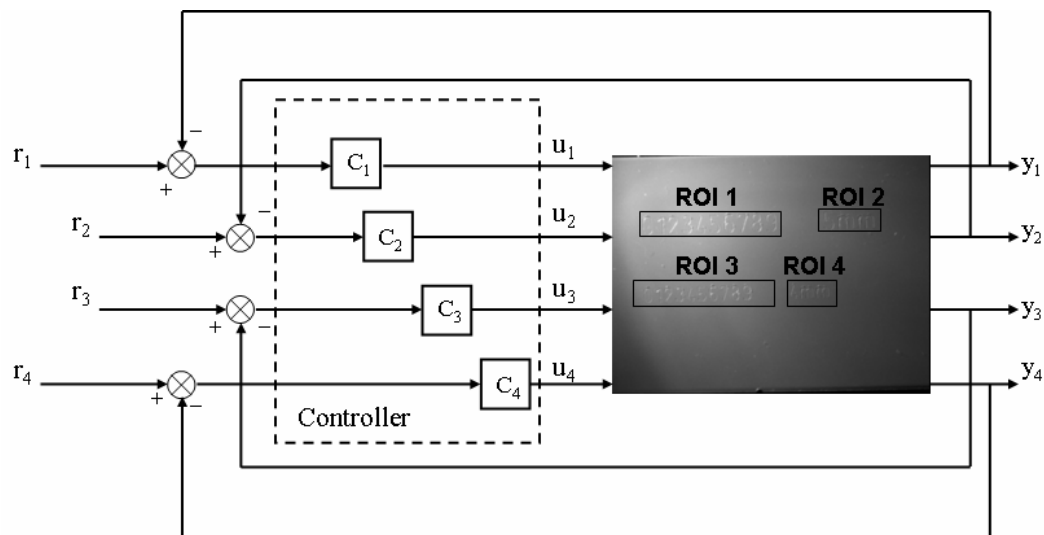 r1
C1
u1
y1
ROI 1
ROI 2
r2
C2
u2
y2
ROI 3
ROI 4
r3
C3
u3
y3
r4
C4
u4
y4
Controller